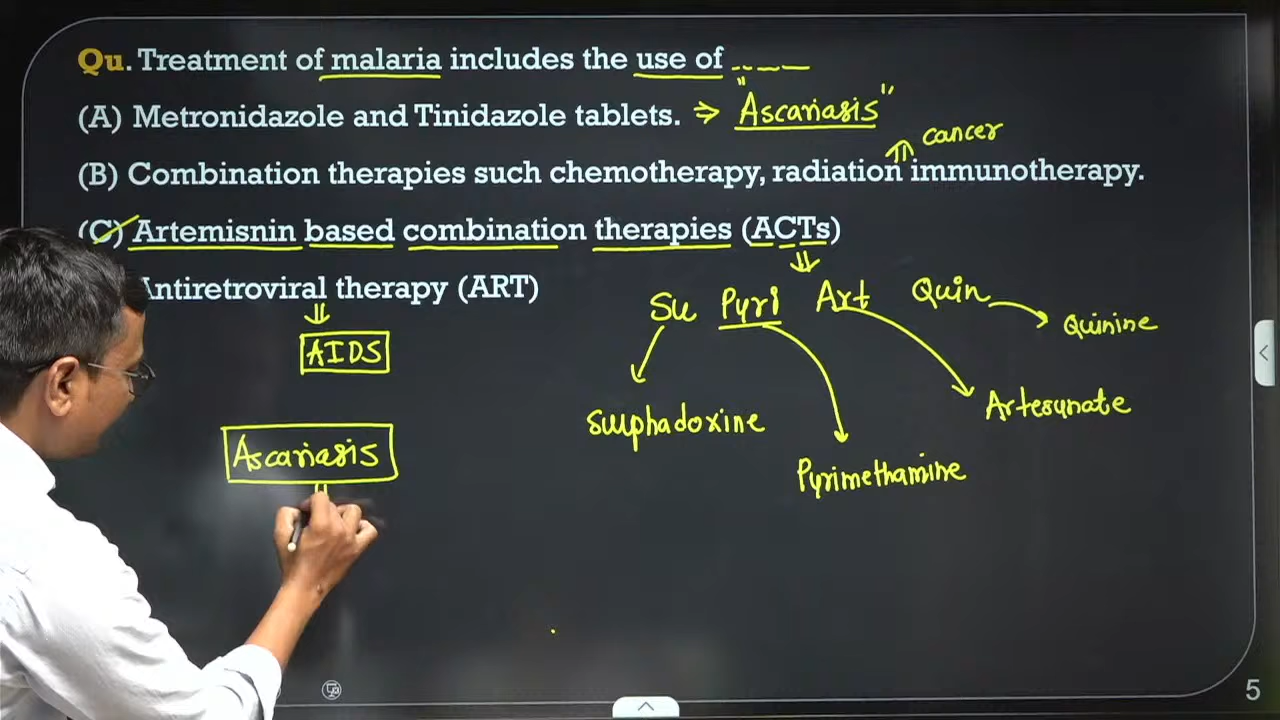 Qu. Treatment of malaria includes the use of ____
(A) Metronidazole and Tinidazole tablets. ⇒ "Ascariasis"
cancer
(B) Combination therapies such chemotherapy, radiation immunotherapy.
(C) Artemisnin based combination therapies (ACTs)
Antiretroviral therapy (ART)
Su Pyri Art Quin
Quinine
AIDS
Artesunate
Sulphadoxine
Ascariasis
Pyrimethamine
5